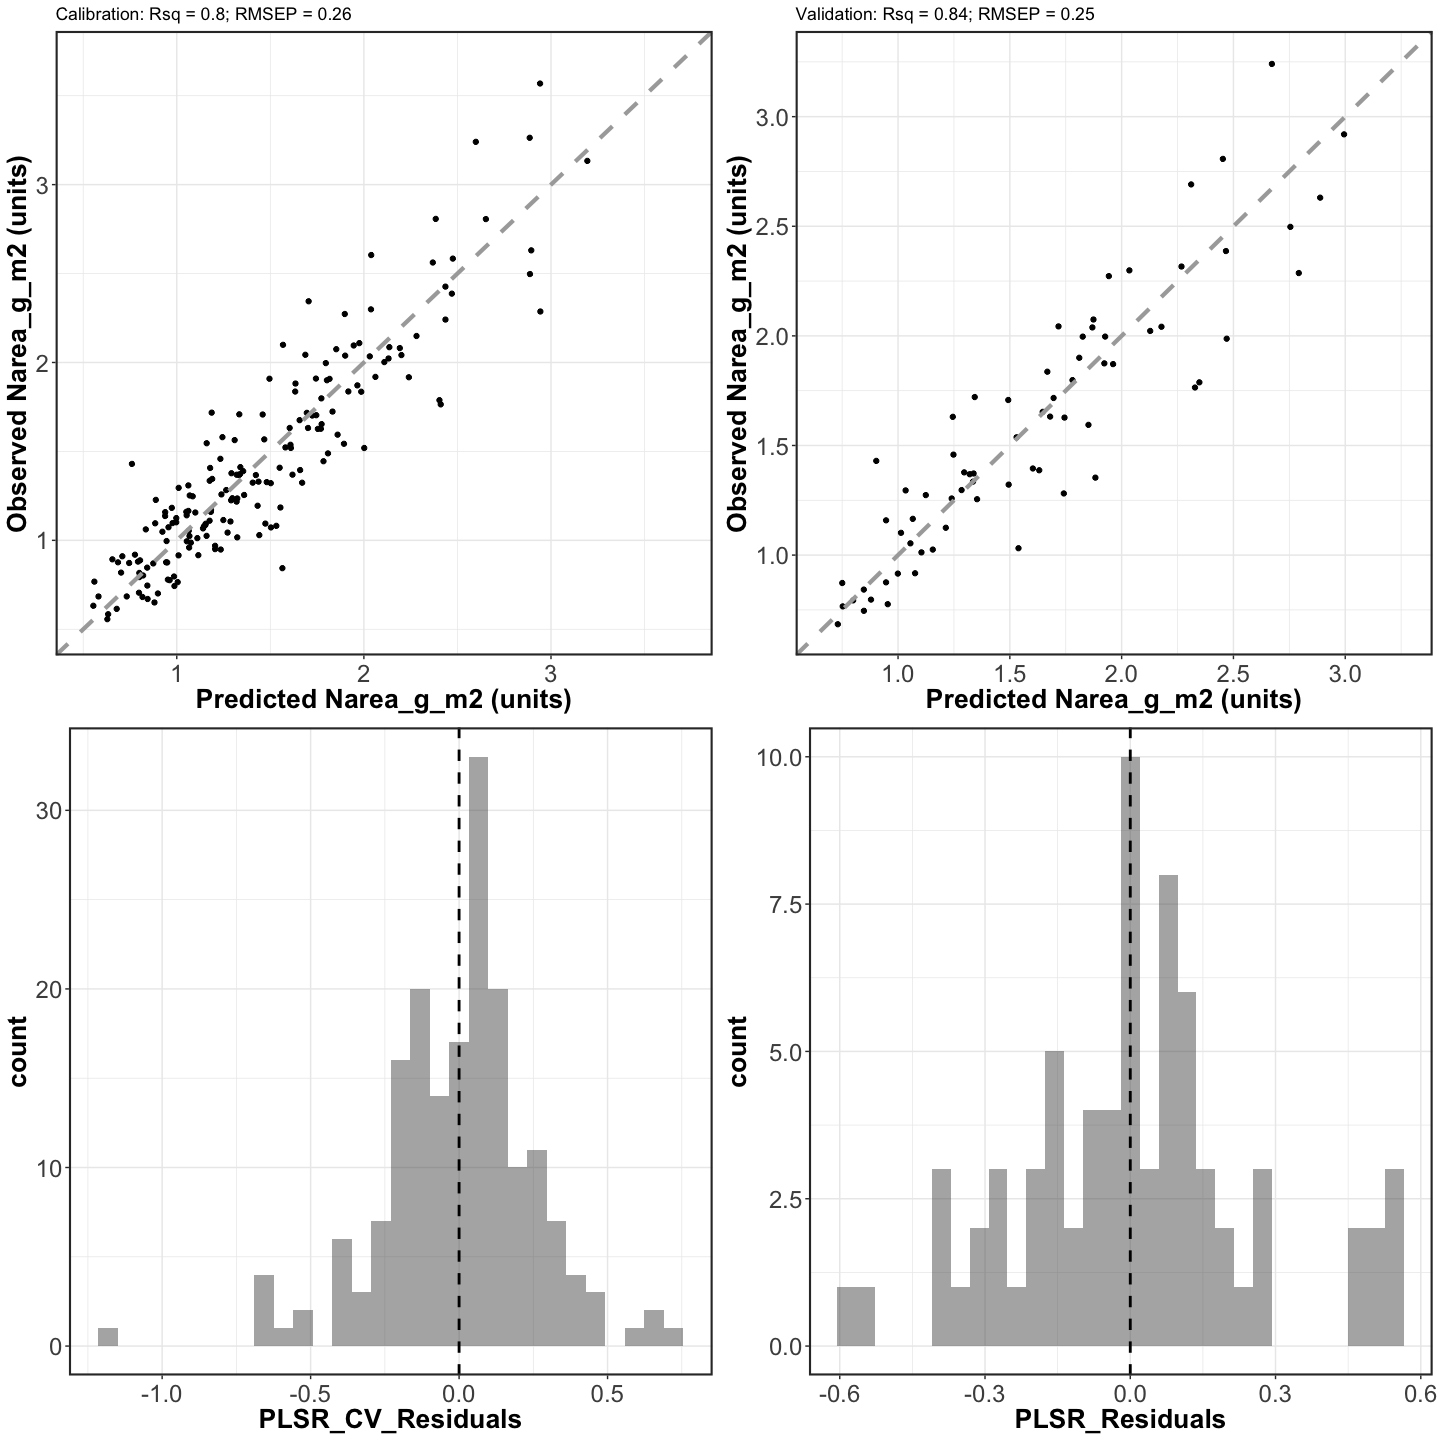 Calibration: Rsq = 0.8; RMSEP = 0.26
Observed Narea_g_m2 (units)
3
2
1
1 2 3
Predicted Narea_g_m2 (units)
Validation: Rsq = 0.84; RMSEP = 0.25
Observed Narea_g_m2 (units)
3.0
2.5
2.0
1.5
1.0
1.0 1.5 2.0 2.5 3.0
Predicted Narea_g_m2 (units)
count
30
20
10
0
-1.0 -0.5 0.0 0.5
PLSR_CV_Residuals
count
10.0
7.5
5.0
2.5
0.0
-0.6 -0.3 0.0 0.3 0.6
PLSR_Residuals